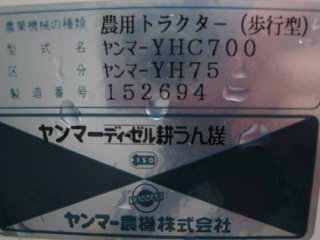 農業機械の種類 農用トラクター(歩行型)
型式名 ヤンマーYHC700
区分 ヤンマーYH75
製造番号 152694
ヤンマーディーゼル耕うん機
ISO
YANMAR
ヤンマー農機株式会社